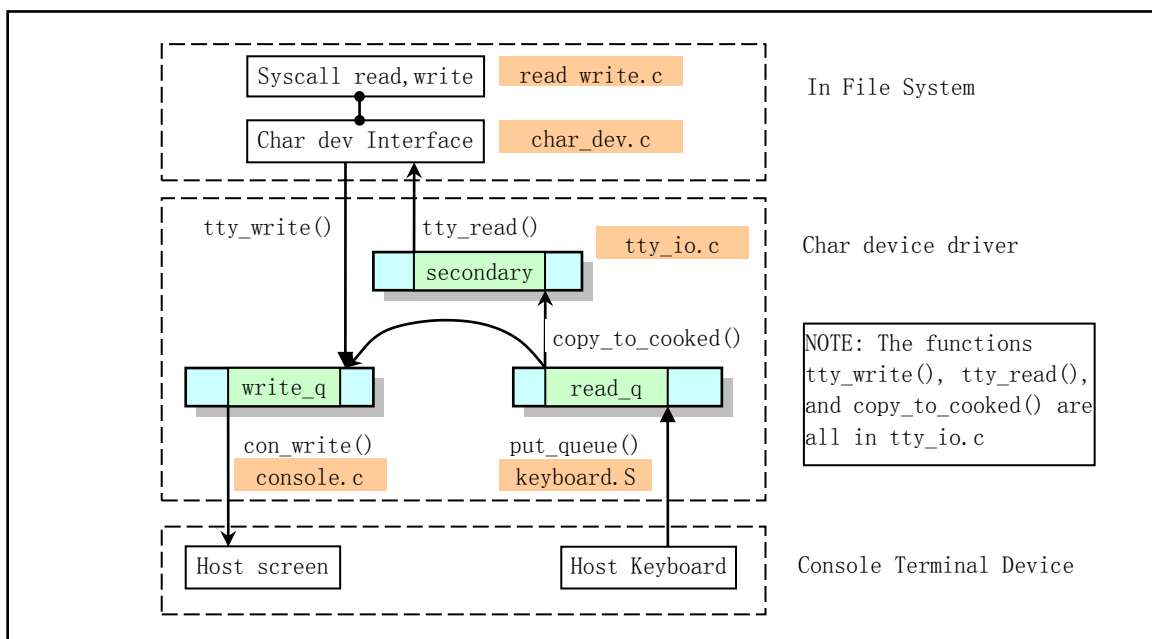 Syscall read,write
read write.c
In File System
Char dev Interface
char_dev.c
tty_write()
tty_read()
tty_io.c
Char device driver
secondary
copy_to_cooked()
NOTE: The functions
tty_write(), tty_read(),
and copy_to_cooked() are
all in tty_io.c
write_q
read_q
con_write()
put_queue()
console.c
keyboard.S
Host screen
Host Keyboard
Console Terminal Device